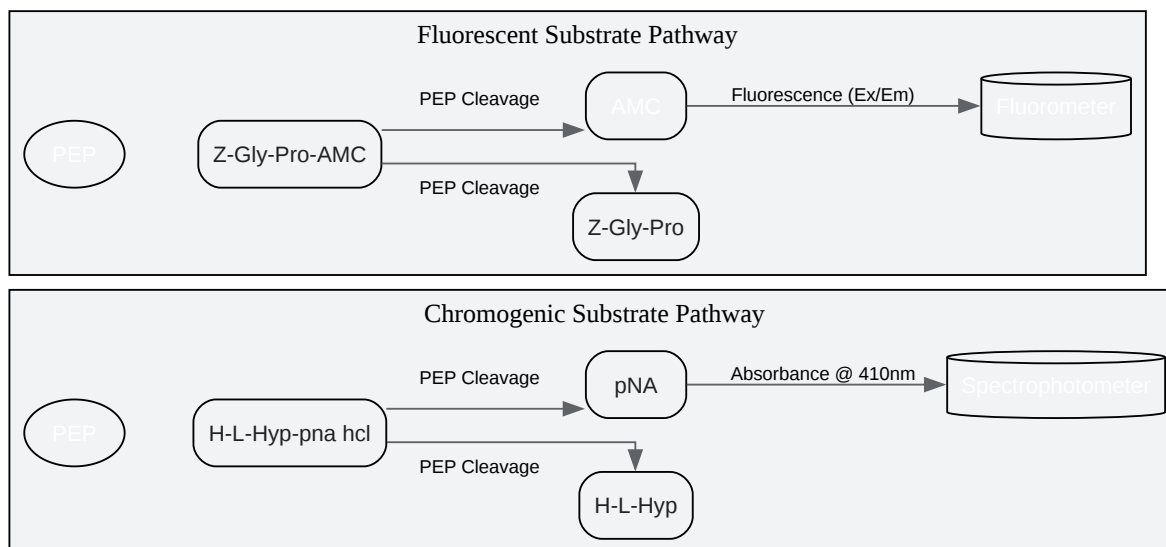 Fluorescent Substrate Pathway
PEP
Z-Gly-Pro-AMC
PEP Cleavage
AMC
Fluorescence (Ex/Em)
Fluorometer
PEP Cleavage
Z-Gly-Pro
Chromogenic Substrate Pathway
PEP
H-L-Hyp-pna hcl
PEP Cleavage
pNA
Absorbance @ 410nm
Spectrophotometer
PEP Cleavage
H-L-Hyp